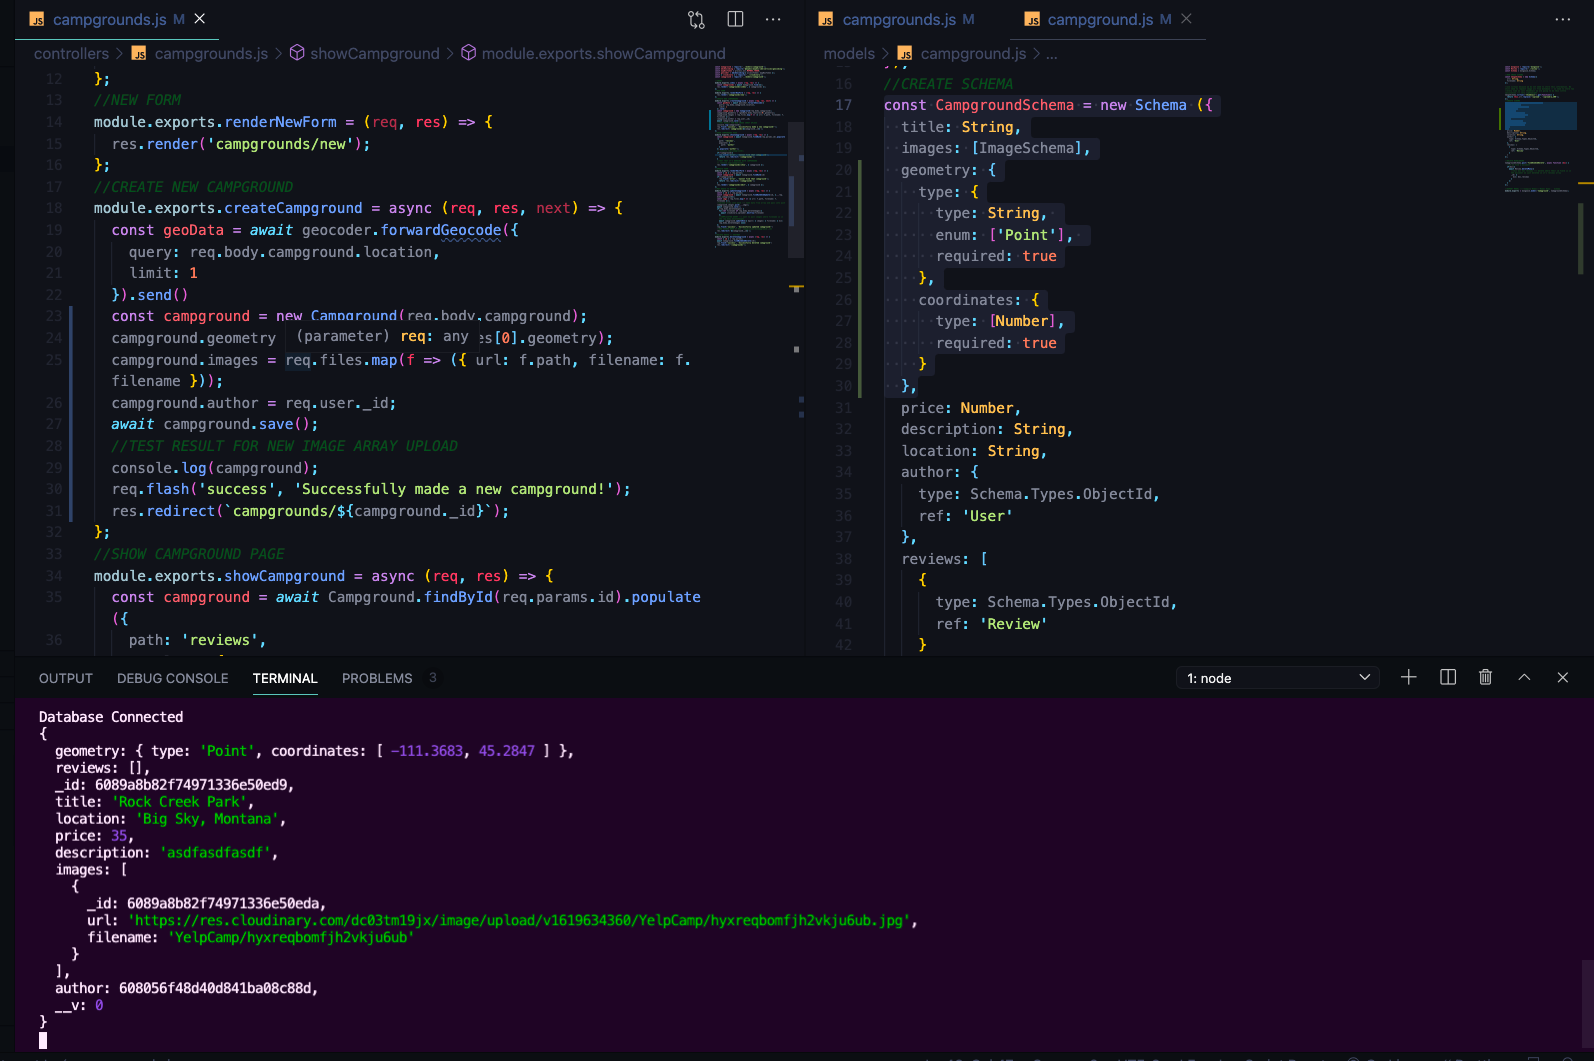 campgrounds.js M
campgrounds.js M
campground.js M
controllers > campgrounds.js > showCampground > module.exports.showCampground
models > campground.js > ...
12 };
13 //NEW FORM
14 module.exports.renderNewForm = (req, res) => {
15 res.render('campgrounds/new');
16 };
17 //CREATE NEW CAMPGROUND
18 module.exports.createCampground = async (req, res, next) => {
19 const geoData = await geocoder.forwardGeocode({
20 query: req.body.campground.location,
21 limit: 1
22 }).send()
23 const campground = new Campground(req.body.campground);
24 campground.geometry
(parameter) req: any
s[0].geometry);
25 campground.images = req.files.map(f => ({ url: f.path, filename: f.
filename }));
26 campground.author = req.user._id;
27 await campground.save();
28 //TEST RESULT FOR NEW IMAGE ARRAY UPLOAD
29 console.log(campground);
30 req.flash('success', 'Successfully made a new campground!');
31 res.redirect(`campgrounds/${campground._id}`);
32 };
33 //SHOW CAMPGROUND PAGE
34 module.exports.showCampground = async (req, res) => {
35 const campground = await Campground.findById(req.params.id).populate
({
36 path: 'reviews',
16 //CREATE SCHEMA
17 const CampgroundSchema = new Schema ({
18 title: String,
19 images: [ImageSchema],
20 geometry: {
21 type: {
22 type: String,
23 enum: ['Point'],
24 required: true
25 },
26 coordinates: {
27 type: [Number],
28 required: true
29 }
30 },
31 price: Number,
32 description: String,
33 location: String,
34 author: {
35 type: Schema.Types.ObjectId,
36 ref: 'User'
37 },
38 reviews: [
39 {
40 type: Schema.Types.ObjectId,
41 ref: 'Review'
42 }
OUTPUT DEBUG CONSOLE TERMINAL PROBLEMS 3
1: node
Database Connected
{
geometry: { type: 'Point', coordinates: [ -111.3683, 45.2847 ] },
reviews: [],
_id: 6089a8b82f74971336e50ed9,
title: 'Rock Creek Park',
location: 'Big Sky, Montana',
price: 35,
description: 'asdfasdfasdf',
images: [
{
_id: 6089a8b82f74971336e50eda,
url: 'https://res.cloudinary.com/dc03tm19jx/image/upload/v1619634360/YelpCamp/hyxreqbomfjh2vkju6ub.jpg',
filename: 'YelpCamp/hyxreqbomfjh2vkju6ub'
}
],
author: 608056f48d40d841ba08c88d,
__v: 0
}